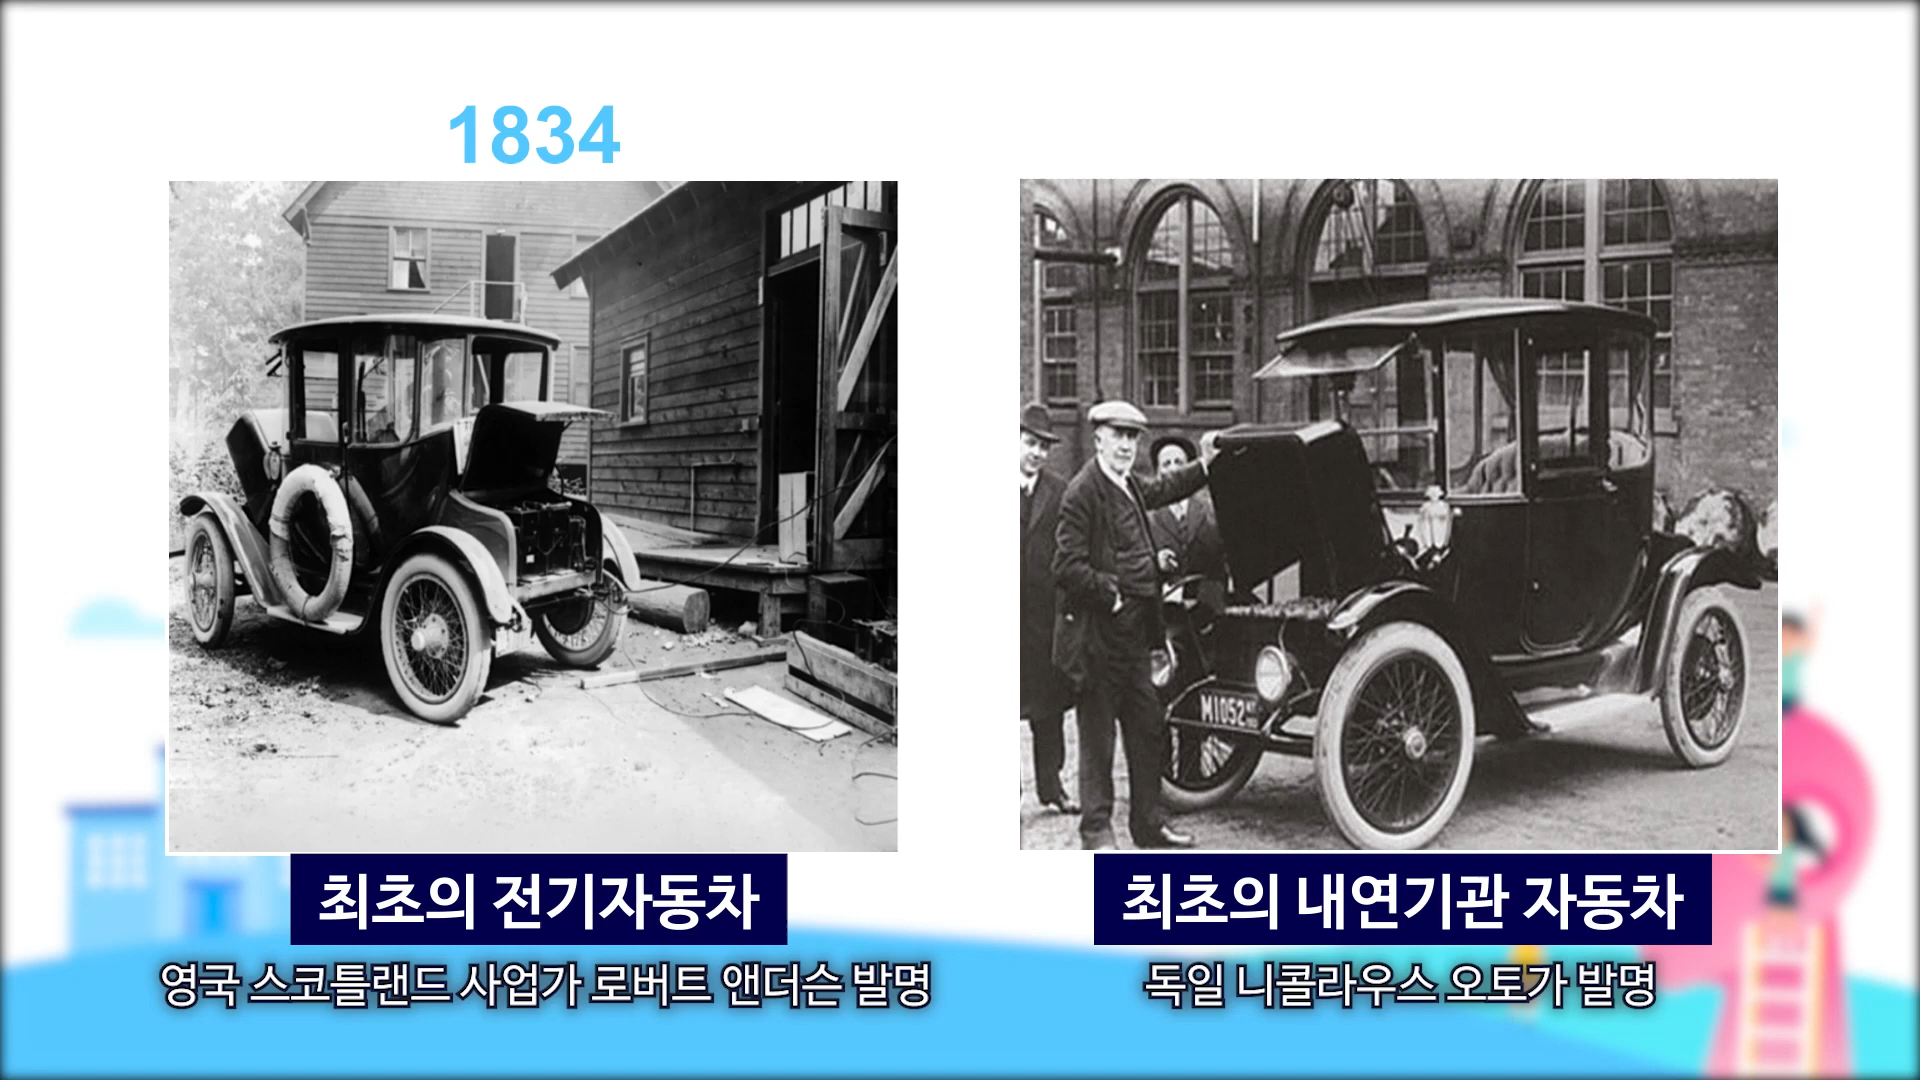 1834
최초의 전기자동차
영국 스코틀랜드 사업가 로버트 앤더슨 발명
M1052
최초의 내연기관 자동차
독일 니콜라우스 오토가 발명